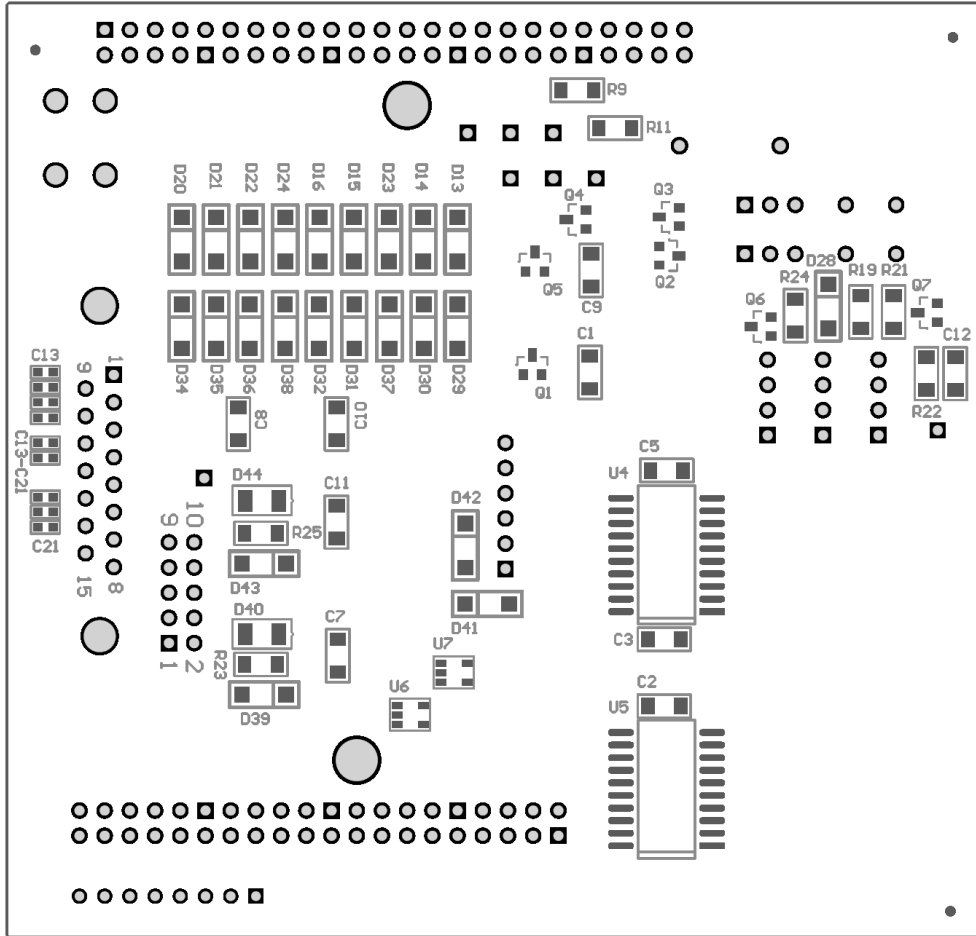 R9
R11
D20 D21 D22 D24 D16 D15 D23 D14 D13
Q4
Q3
Q5
Q2
C9
D28
R24
R19
R21
Q6
Q7
C13
9
1
D34 D35 D36 D38 D32 D31 D37 D30 D29
C1
Q1
C12
R22
C8
C10
C13-C21
C5
U4
D44
C11
D42
10
9
R25
C21
15
8
D43
D41
D40
C7
C3
U7
R23
1
2
U6
C2
U5
D39